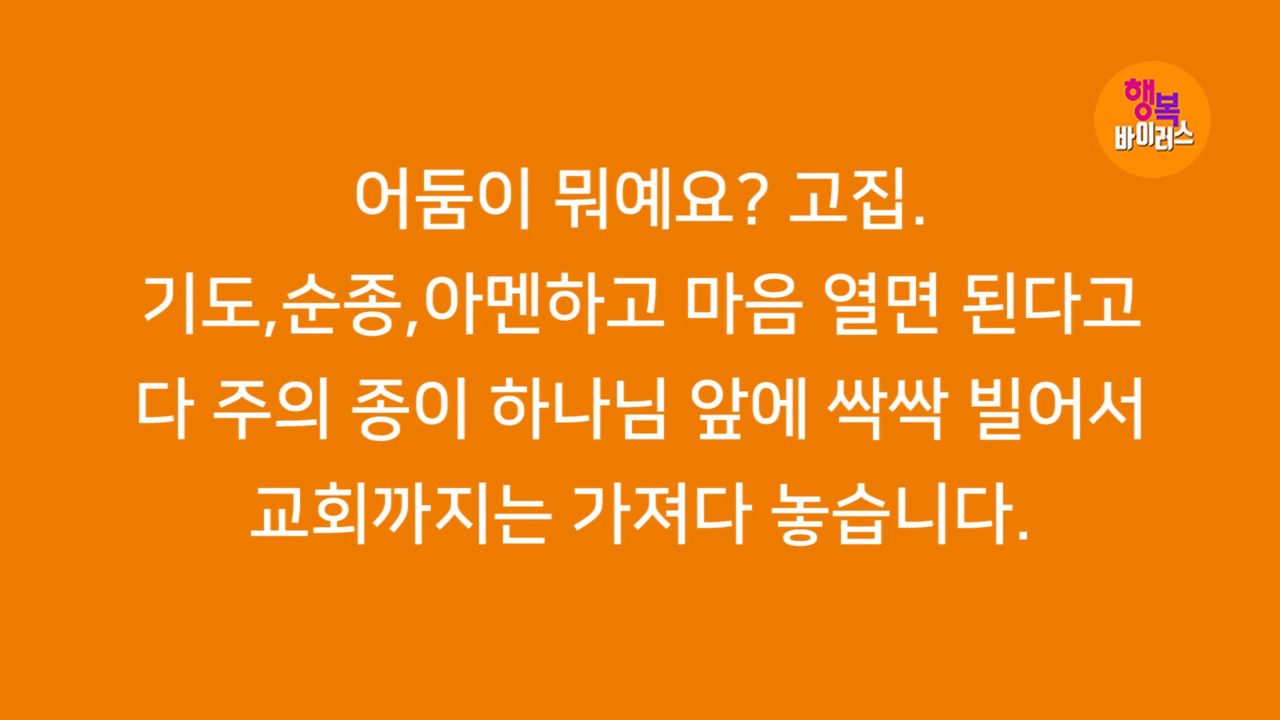 행복
바이러스
어둠이 뭐예요? 고집.
기도,순종,아멘하고 마음 열면 된다고
다 주의 종이 하나님 앞에 싹싹 빌어서
교회까지는 가져다 놓습니다.